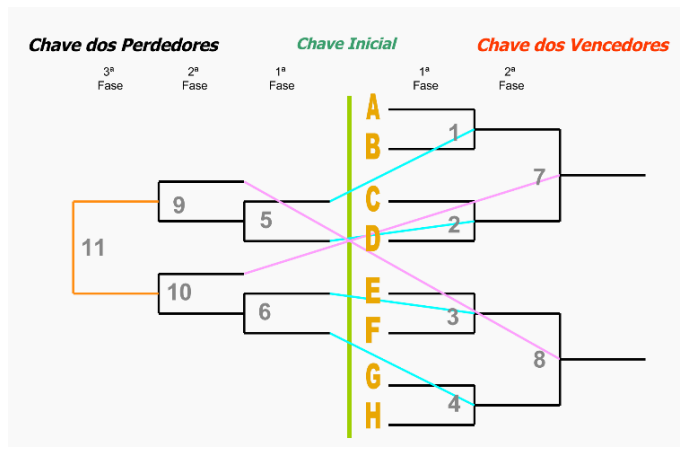 Chave dos Perdedores
Chave Inicial
Chave dos Vencedores
3ª
Fase
2ª
Fase
1ª
Fase
1ª
Fase
2ª
Fase
A
B
C
D
E
F
G
H
1
2
3
4
5
6
7
8
9
10
11